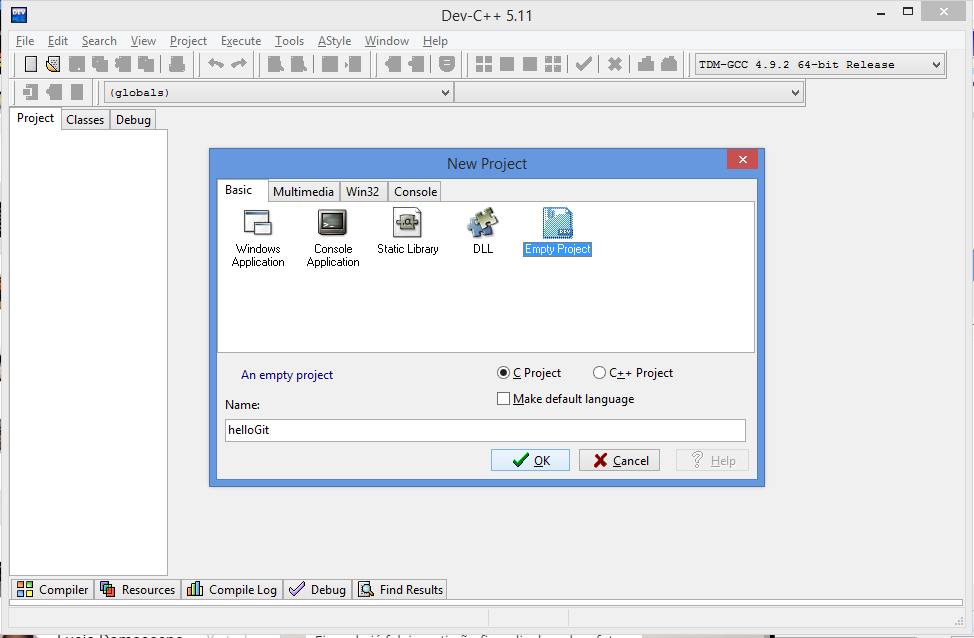 Dev-C++ 5.11
File Edit Search View Project Execute Tools AStyle Window Help
TDM-GCC 4.9.2 64-bit Release
(globals)
Project Classes Debug
New Project
Basic Multimedia Win32 Console
Windows Application
Console Application
Static Library
DLL
Empty Project
An empty project
C Project C++ Project
Make default language
Name:
helloGit
OK Cancel Help
Compiler Resources Compile Log Debug Find Results